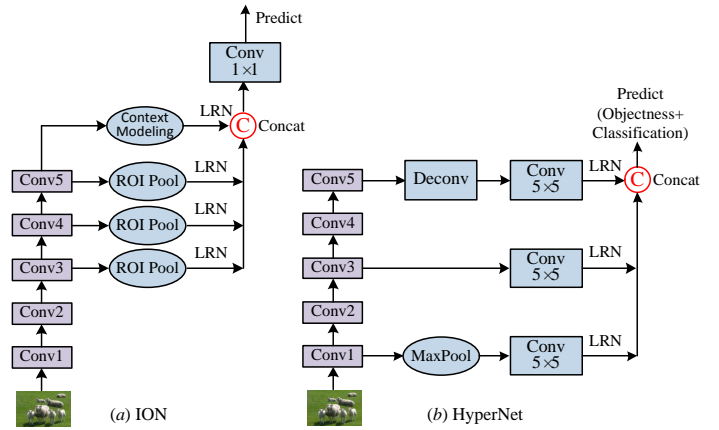 Predict
Conv
1×1
Context
Modeling
LRN
C
Concat
Conv5
ROI Pool
LRN
Conv4
ROI Pool
LRN
Conv3
ROI Pool
LRN
Conv2
Conv1
(a) ION
Predict
(Objectness+
Classification)
Conv5
Deconv
Conv
5×5
LRN
C
Concat
Conv4
Conv3
Conv
5×5
LRN
Conv2
Conv1
MaxPool
Conv
5×5
LRN
(b) HyperNet